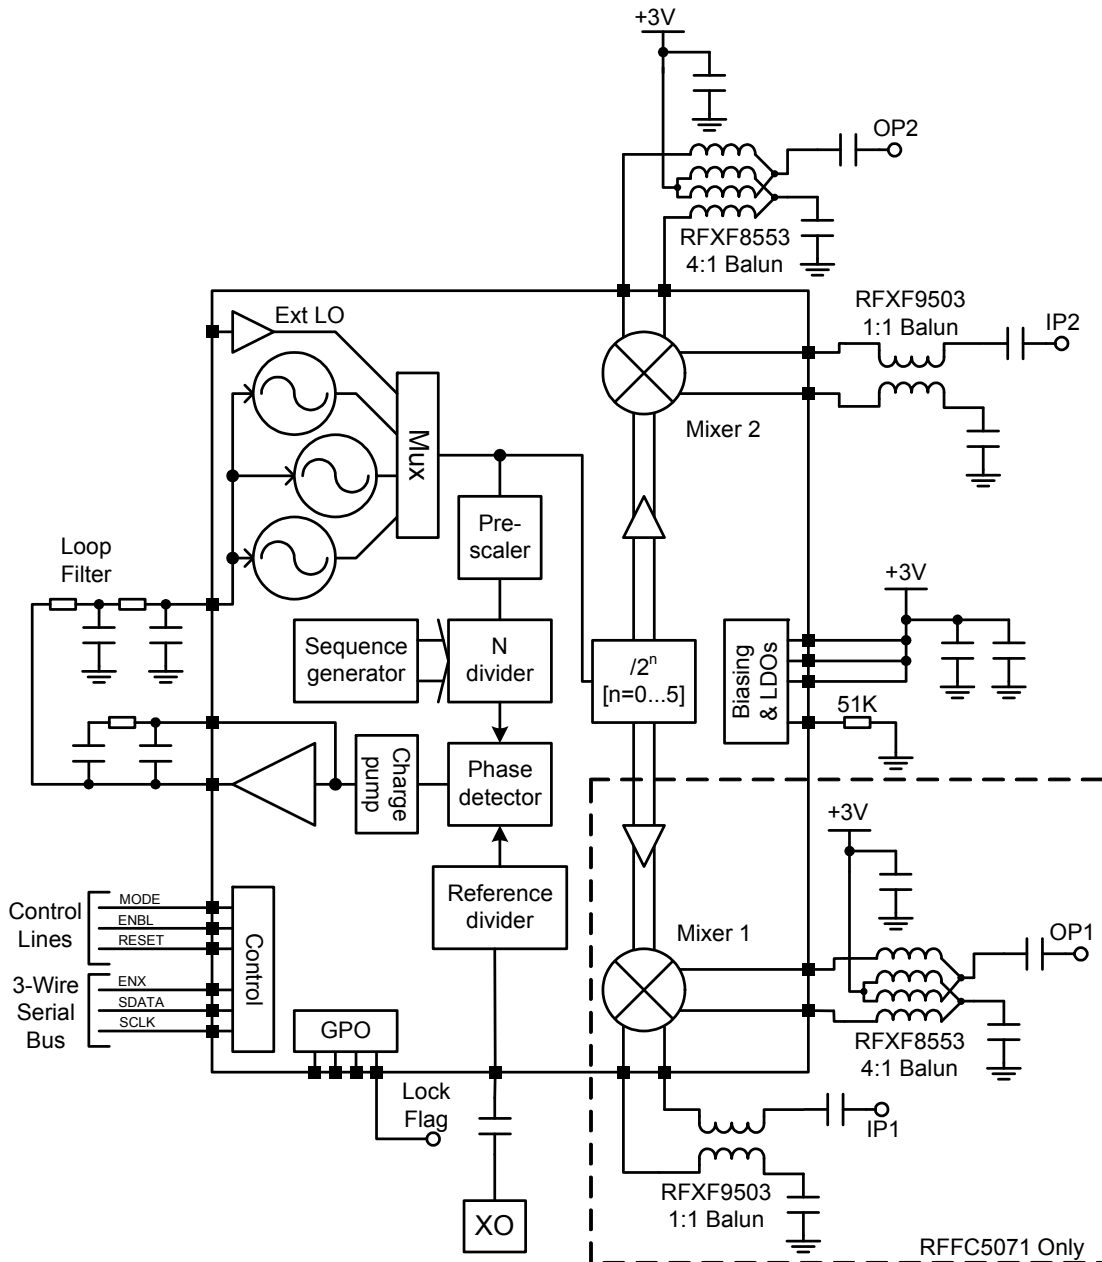 +3V
OP2
RFXF8553
4:1 Balun
RFXF9503
1:1 Balun
IP2
Ext LO
Mux
Mixer 2
Pre-
scaler
Loop
Filter
+3V
Sequence
generator
N
divider
/2ⁿ
[n=0...5]
Biasing
& LDOs
51K
Charge
pump
Phase
detector
+3V
Reference
divider
Control
Lines
MODE
ENBL
RESET
Control
Mixer 1
OP1
3-Wire
Serial
Bus
ENX
SDATA
SCLK
GPO
RFXF8553
4:1 Balun
Lock
Flag
IP1
RFXF9503
1:1 Balun
XO
RFFC5071 Only